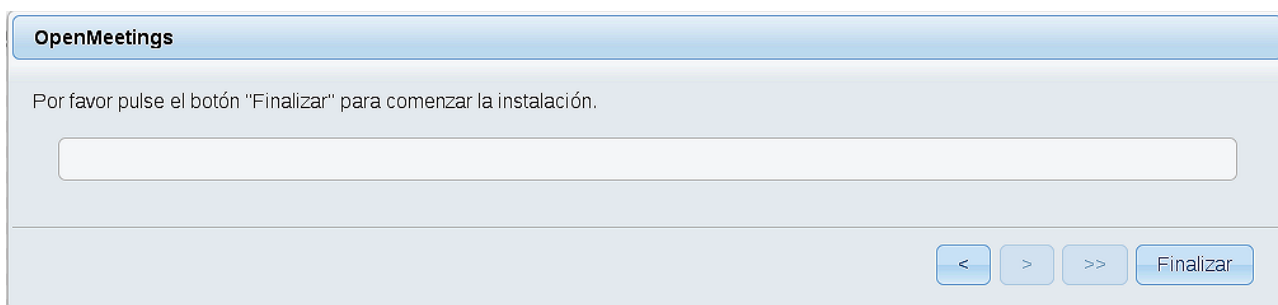 OpenMeetings
Por favor pulse el botón "Finalizar" para comenzar la instalación.
< > >> Finalizar